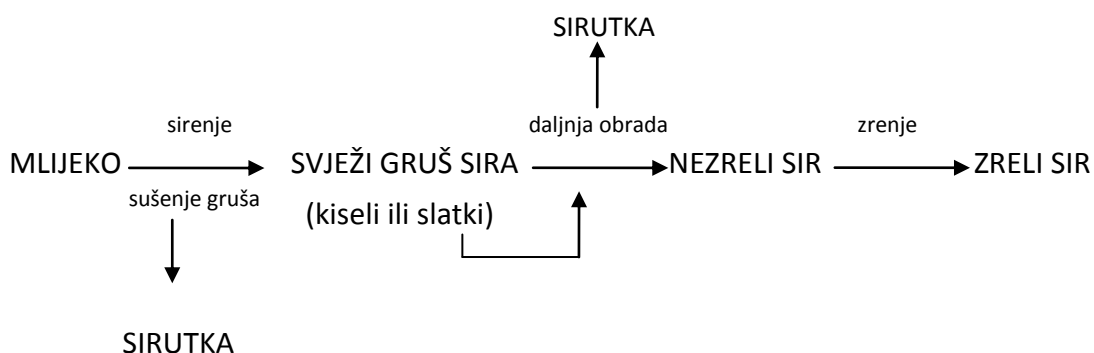 SIRUTKA
sirenje
daljnja obrada
zrenje
MLIJEKO
SVJEŽI GRUŠ SIRA
NEZRELI SIR
ZRELI SIR
sušenje gruša
(kiseli ili slatki)
SIRUTKA